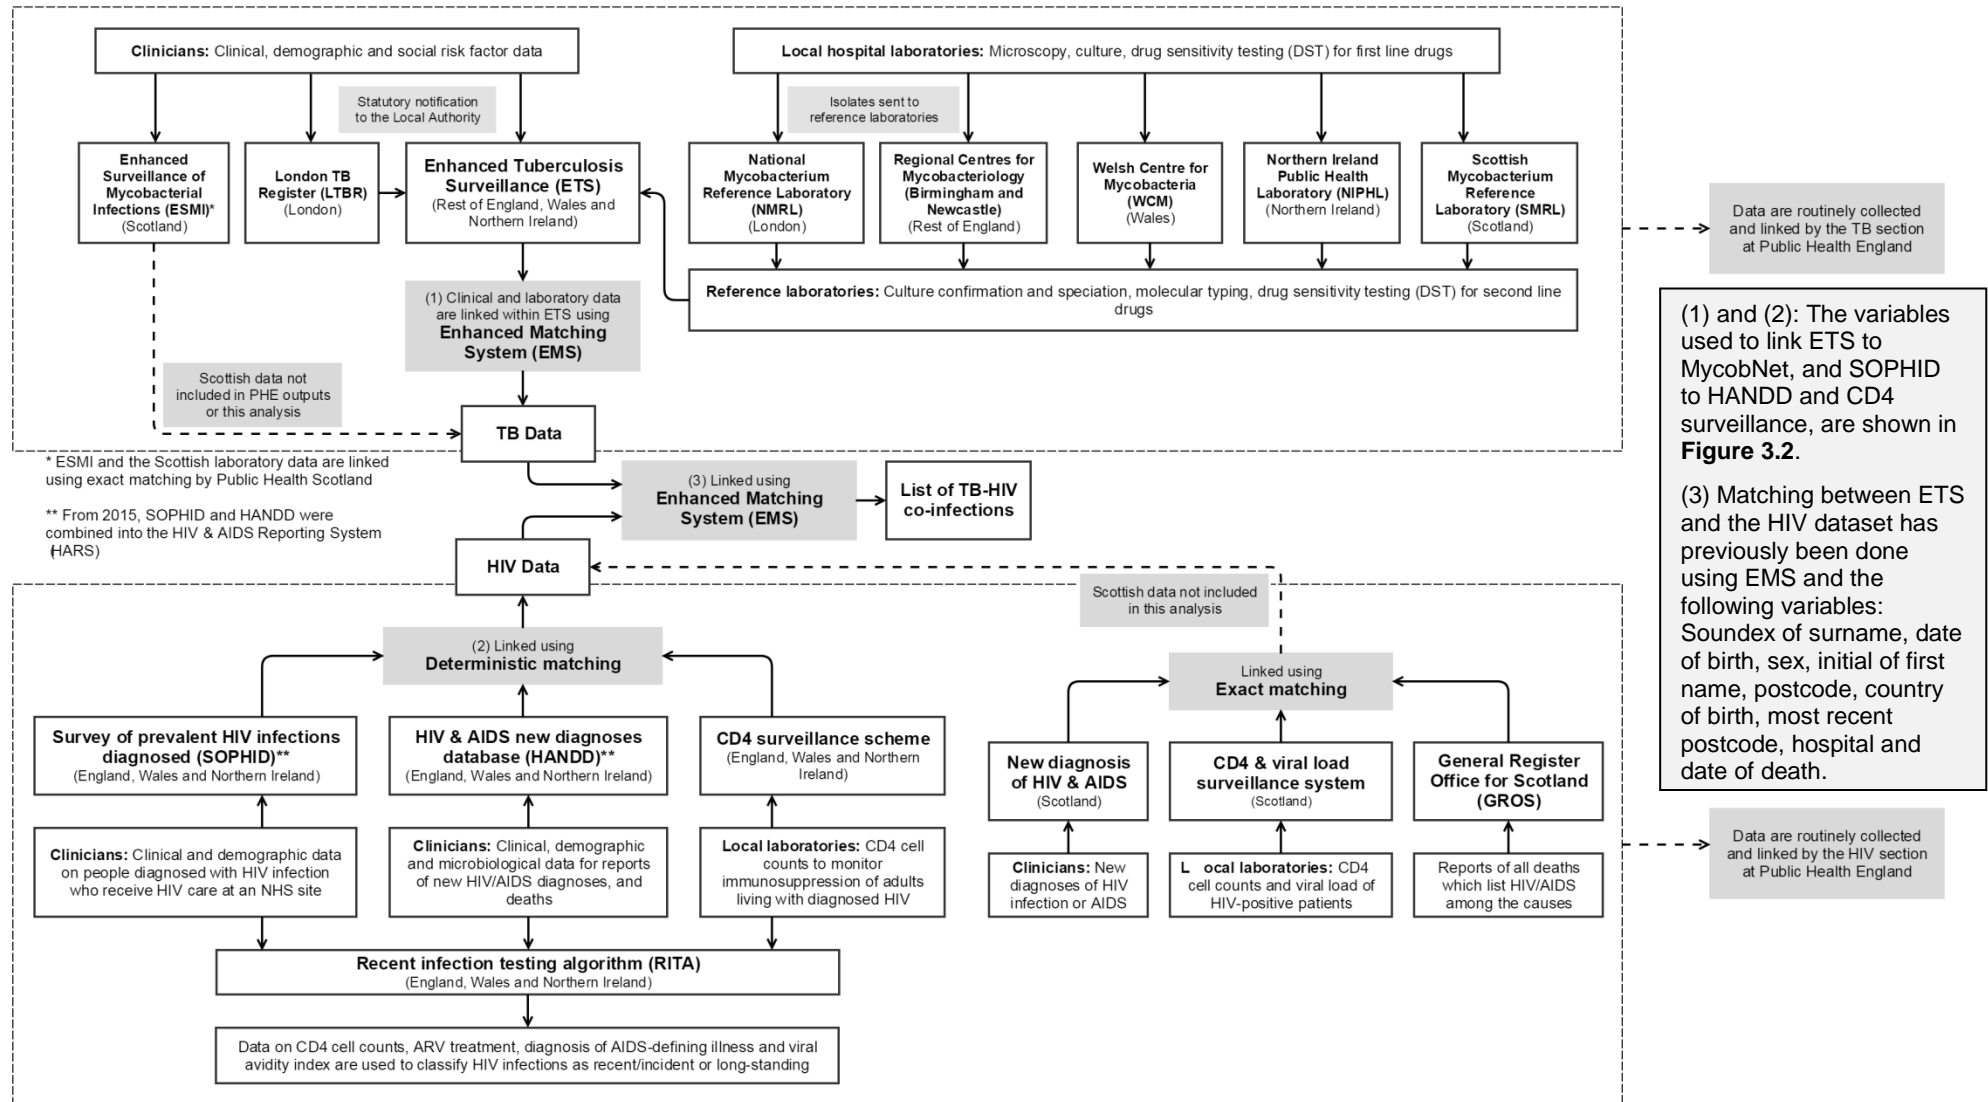 Clinicians: Clinical, demographic and social risk factor data
Local hospital laboratories: Microscopy, culture, drug sensitivity testing (DST) for first line drugs
Statutory notification
to the Local Authority
Isolates sent to
reference laboratories
Enhanced
Surveillance of
Mycobacterial
Infections (ESMI)*
(Scotland)
London TB
Register (LTBR)
(London)
Enhanced Tuberculosis
Surveillance (ETS)
(Rest of England, Wales and
Northern Ireland)
National
Mycobacterium
Reference Laboratory
(NMRL)
(London)
Regional Centres for
Mycobacteriology
(Birmingham and
Newcastle)
(Rest of England)
Welsh Centre for
Mycobacteria
(WCM)
(Wales)
Northern Ireland
Public Health
Laboratory (NIPHL)
(Northern Ireland)
Scottish
Mycobacterium
Reference
Laboratory (SMRL)
(Scotland)
Data are routinely collected
and linked by the TB section
at Public Health England
(1) Clinical and laboratory data
are linked within ETS using
Enhanced Matching
System (EMS)
Reference laboratories: Culture confirmation and speciation, molecular typing, drug sensitivity testing (DST) for second line
drugs
Scottish data not
included in PHE outputs
or this analysis
TB Data
* ESMI and the Scottish laboratory data are linked
using exact matching by Public Health Scotland
** From 2015, SOPHID and HANDD were
combined into the HIV & AIDS Reporting System
(HARS)
(3) Linked using
Enhanced Matching
System (EMS)
List of TB-HIV
co-infections
HIV Data
(1) and (2): The variables
used to link ETS to
MycobNet, and SOPHID
to HANDD and CD4
surveillance, are shown in
Figure 3.2.
(3) Matching between ETS
and the HIV dataset has
previously been done
using EMS and the
following variables:
Soundex of surname, date
of birth, sex, initial of first
name, postcode, country
of birth, most recent
postcode, hospital and
date of death.
Scottish data not included
in this analysis
(2) Linked using
Deterministic matching
Linked using
Exact matching
Survey of prevalent HIV infections
diagnosed (SOPHID)**
(England, Wales and Northern Ireland)
HIV & AIDS new diagnoses
database (HANDD)**
(England, Wales and Northern Ireland)
CD4 surveillance scheme
(England, Wales and Northern
Ireland)
New diagnosis
of HIV & AIDS
(Scotland)
CD4 & viral load
surveillance system
(Scotland)
General Register
Office for Scotland
(GROS)
Clinicians: Clinical and demographic data
on people diagnosed with HIV infection
who receive HIV care at an NHS site
Clinicians: Clinical, demographic
and microbiological data for reports
of new HIV/AIDS diagnoses, and
deaths
Local laboratories: CD4 cell
counts to monitor
immunosuppression of adults
living with diagnosed HIV
Clinicians: New
diagnoses of HIV
infection or AIDS
L ocal laboratories: CD4
cell counts and viral load of
HIV-positive patients
Reports of all deaths
which list HIV/AIDS
among the causes
Data are routinely collected
and linked by the HIV section
at Public Health England
Recent infection testing algorithm (RITA)
(England, Wales and Northern Ireland)
Data on CD4 cell counts, ARV treatment, diagnosis of AIDS-defining illness and viral
avidity index are used to classify HIV infections as recent/incident or long-standing